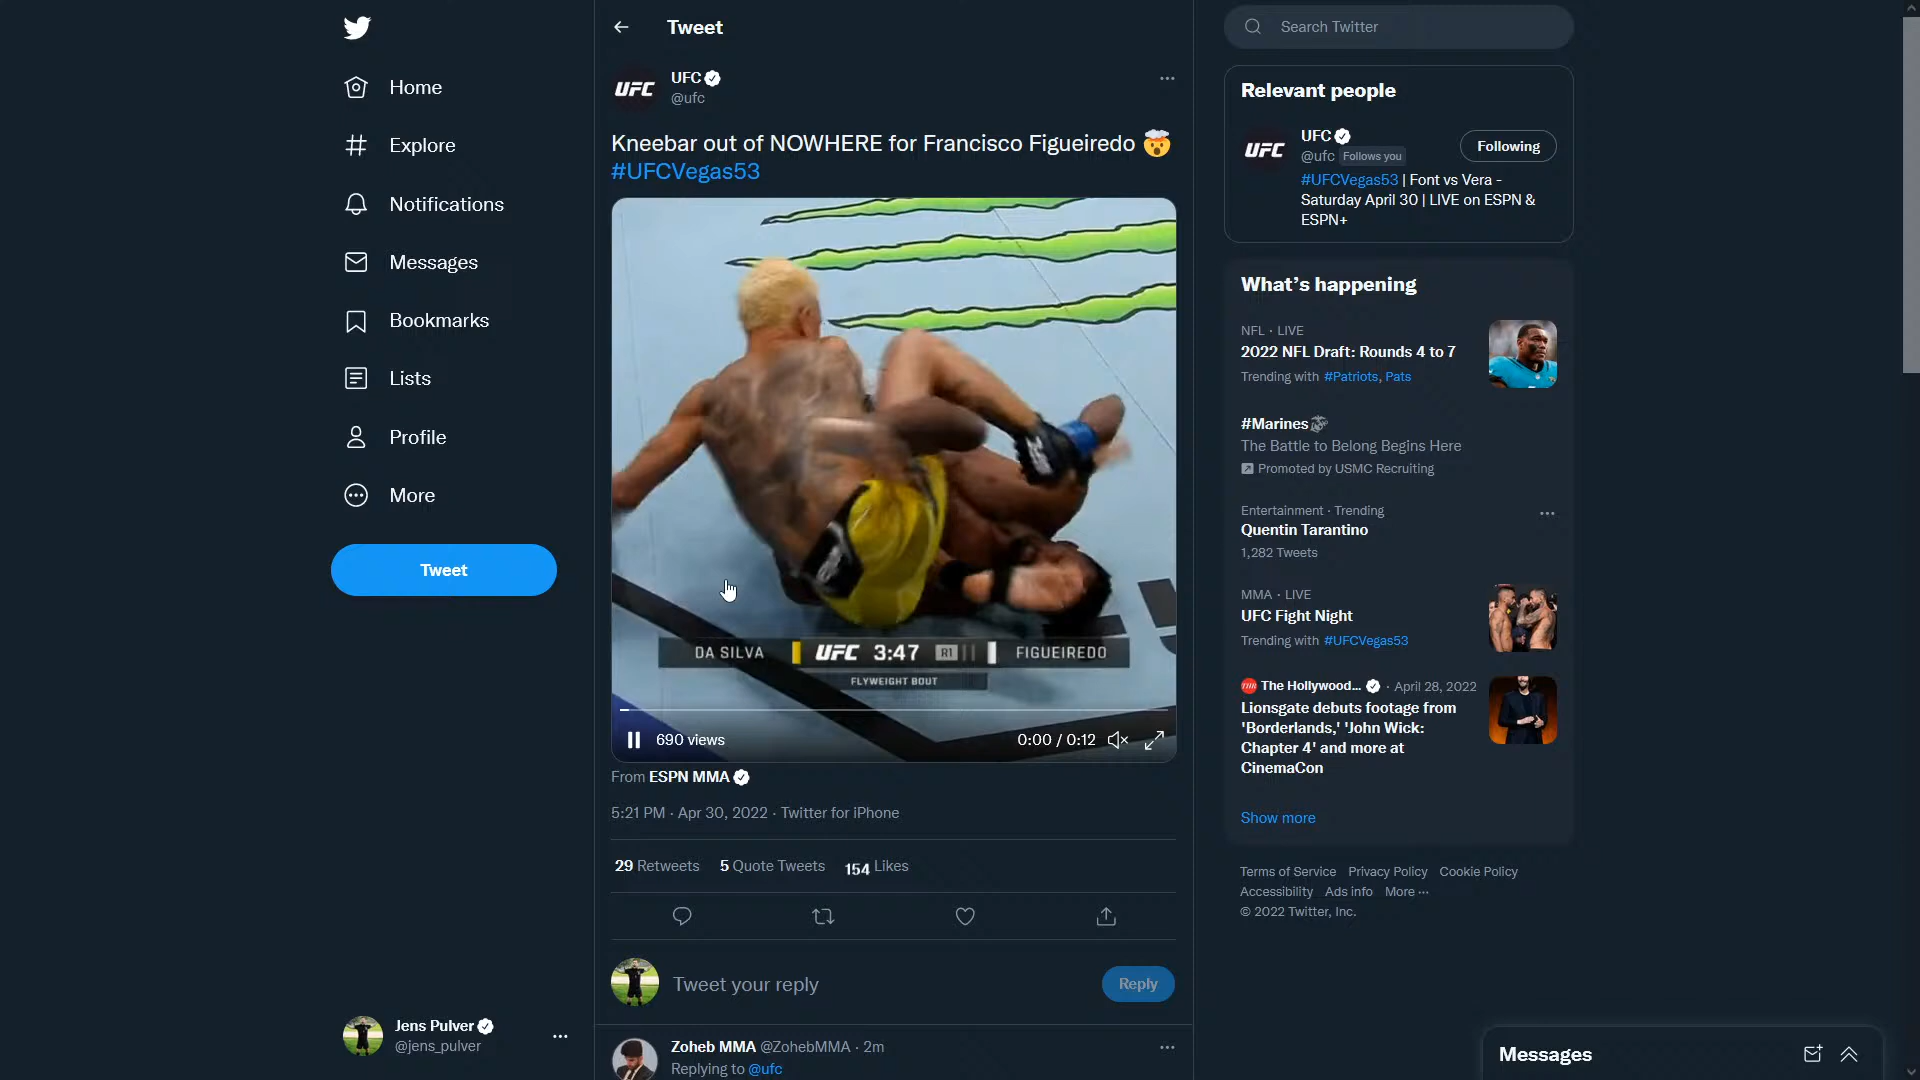 Home
Explore
Notifications
Messages
Bookmarks
Lists
Profile
More
Tweet
Jens Pulver
@jens_pulver
Tweet
UFC
UFC
@ufc
Kneebar out of NOWHERE for Francisco Figueiredo 🤯
#UFCVegas53
DA SILVA UFC 3:47 R1 FIGUEIREDO
FLYWEIGHT BOUT
690 views 0:00 / 0:12
From ESPN MMA
5:21 PM · Apr 30, 2022 · Twitter for iPhone
29 Retweets 5 Quote Tweets 154 Likes
Tweet your reply
Reply
Zoheb MMA @ZohebMMA · 2m
Replying to @ufc
Search Twitter
Relevant people
UFC
UFC
@ufc Follows you
Following
#UFCVegas53 | Font vs Vera -
Saturday April 30 | LIVE on ESPN &
ESPN+
What's happening
NFL · LIVE
2022 NFL Draft: Rounds 4 to 7
Trending with #Patriots, Pats
#Marines
The Battle to Belong Begins Here
Promoted by USMC Recruiting
Entertainment · Trending
Quentin Tarantino
1,282 Tweets
MMA · LIVE
UFC Fight Night
Trending with #UFCVegas53
THR The Hollywood... · April 28, 2022
Lionsgate debuts footage from
'Borderlands,' 'John Wick:
Chapter 4' and more at
CinemaCon
Show more
Terms of Service Privacy Policy Cookie Policy
Accessibility Ads info More ···
© 2022 Twitter, Inc.
Messages